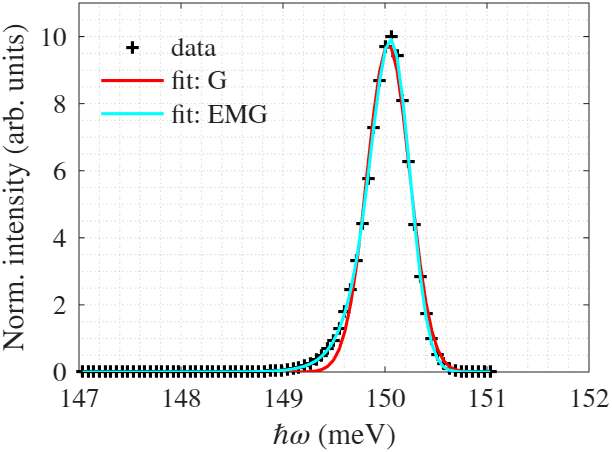 Norm. intensity (arb. units)
10
8
6
4
2
0
data
fit: G
fit: EMG
147 148 149 150 151 152
ℏω (meV)